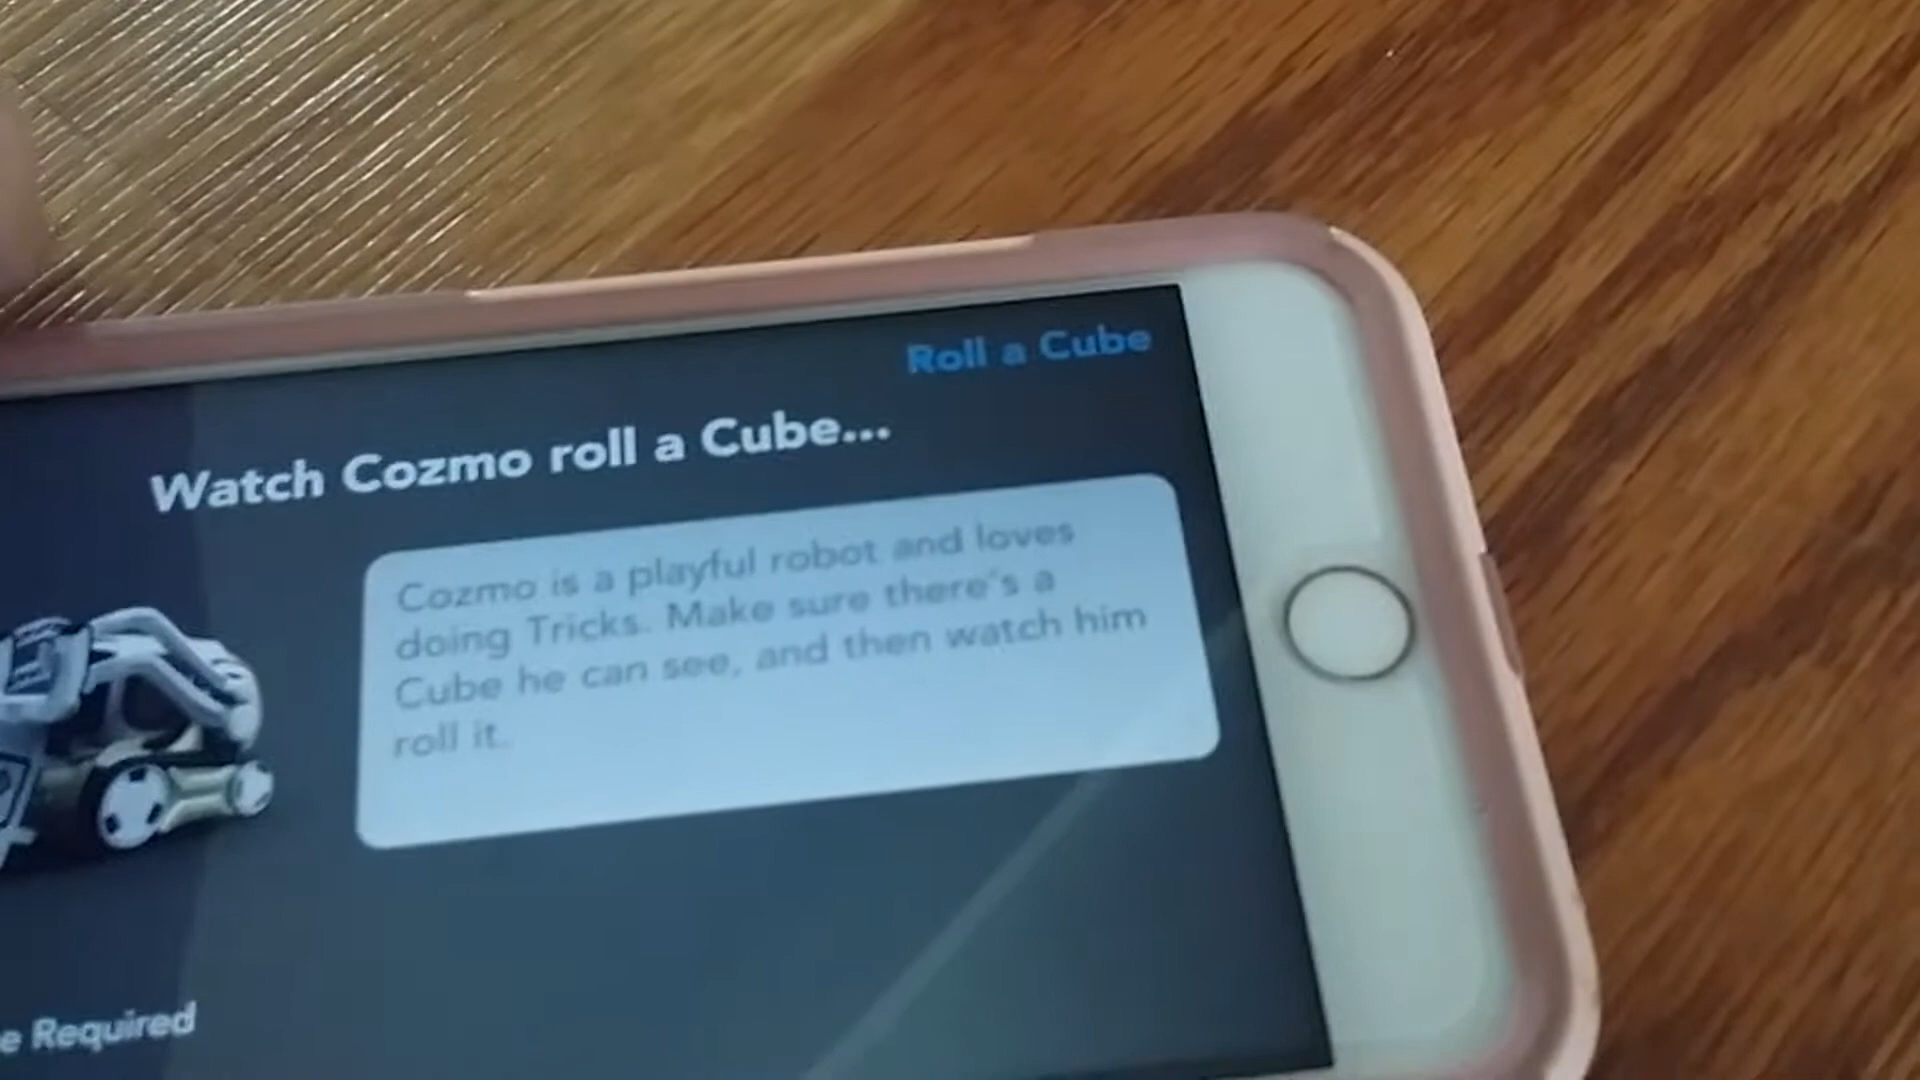 Roll a Cube
Watch Cozmo roll a Cube...
Cozmo is a playful robot and loves
doing Tricks. Make sure there's a
Cube he can see, and then watch him
roll it.
Required